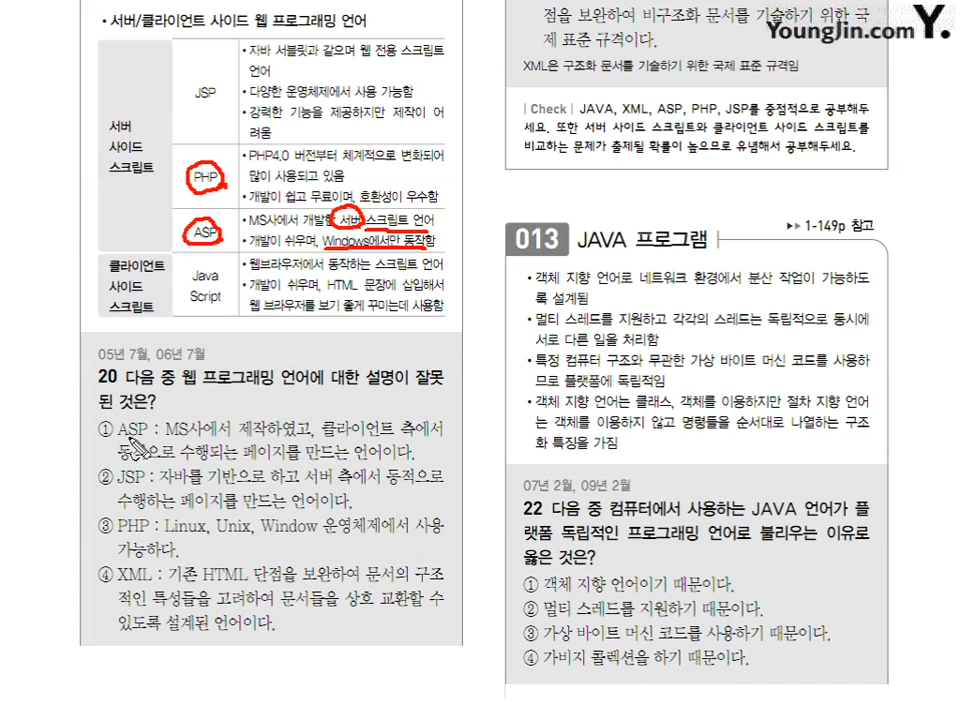 • 서버/클라이언트 사이드 웹 프로그래밍 언어
서버
사이드
스크립트
JSP
• 자바 서블릿과 같으며 웹 전용 스크립트
언어
• 다양한 운영체제에서 사용 가능함
• 강력한 기능을 제공하지만 제작이 어
려움
PHP
• PHP4.0 버전부터 체계적으로 변화되어
많이 사용되고 있음
• 개발이 쉽고 무료이며, 호환성이 우수함
ASP
• MS사에서 개발한 서버 스크립트 언어
• 개발이 쉬우며, Windows에서만 동작함
클라이언트
사이드
스크립트
Java
Script
• 웹브라우저에서 동작하는 스크립트 언어
• 개발이 쉬우며, HTML 문장에 삽입해서
웹 브라우저를 보기 좋게 꾸미는데 사용함
05년 7월, 06년 7월
20 다음 중 웹 프로그래밍 언어에 대한 설명이 잘못
된 것은?
① ASP : MS사에서 제작하였고, 클라이언트 측에서
동적으로 수행되는 페이지를 만드는 언어이다.
② JSP : 자바를 기반으로 하고 서버 측에서 동적으로
수행하는 페이지를 만드는 언어이다.
③ PHP : Linux, Unix, Window 운영체제에서 사용
가능하다.
④ XML : 기존 HTML 단점을 보완하여 문서의 구조
적인 특성들을 고려하여 문서들을 상호 교환할 수
있도록 설계된 언어이다.
점을 보완하여 비구조화 문서를 기술하기 위한 국
제 표준 규격이다.
YoungJin.com Y.
XML은 구조화 문서를 기술하기 위한 국제 표준 규격임
| Check | JAVA, XML, ASP, PHP, JSP를 중점적으로 공부해두
세요. 또한 서버 사이드 스크립트와 클라이언트 사이드 스크립트를
비교하는 문제가 출제될 확률이 높으므로 유념해서 공부해두세요.
▶▶ 1-149p 참고
013 JAVA 프로그램
• 객체 지향 언어로 네트워크 환경에서 분산 작업이 가능하도
록 설계됨
• 멀티 스레드를 지원하고 각각의 스레드는 독립적으로 동시에
서로 다른 일을 처리함
• 특정 컴퓨터 구조와 무관한 가상 바이트 머신 코드를 사용하
므로 플랫폼에 독립적임
• 객체 지향 언어는 클래스, 객체를 이용하지만 절차 지향 언어
는 객체를 이용하지 않고 명령들을 순서대로 나열하는 구조
화 특징을 가짐
07년 2월, 09년 2월
22 다음 중 컴퓨터에서 사용하는 JAVA 언어가 플
랫폼 독립적인 프로그래밍 언어로 불리우는 이유로
옳은 것은?
① 객체 지향 언어이기 때문이다.
② 멀티 스레드를 지원하기 때문이다.
③ 가상 바이트 머신 코드를 사용하기 때문이다.
④ 가비지 콜렉션을 하기 때문이다.